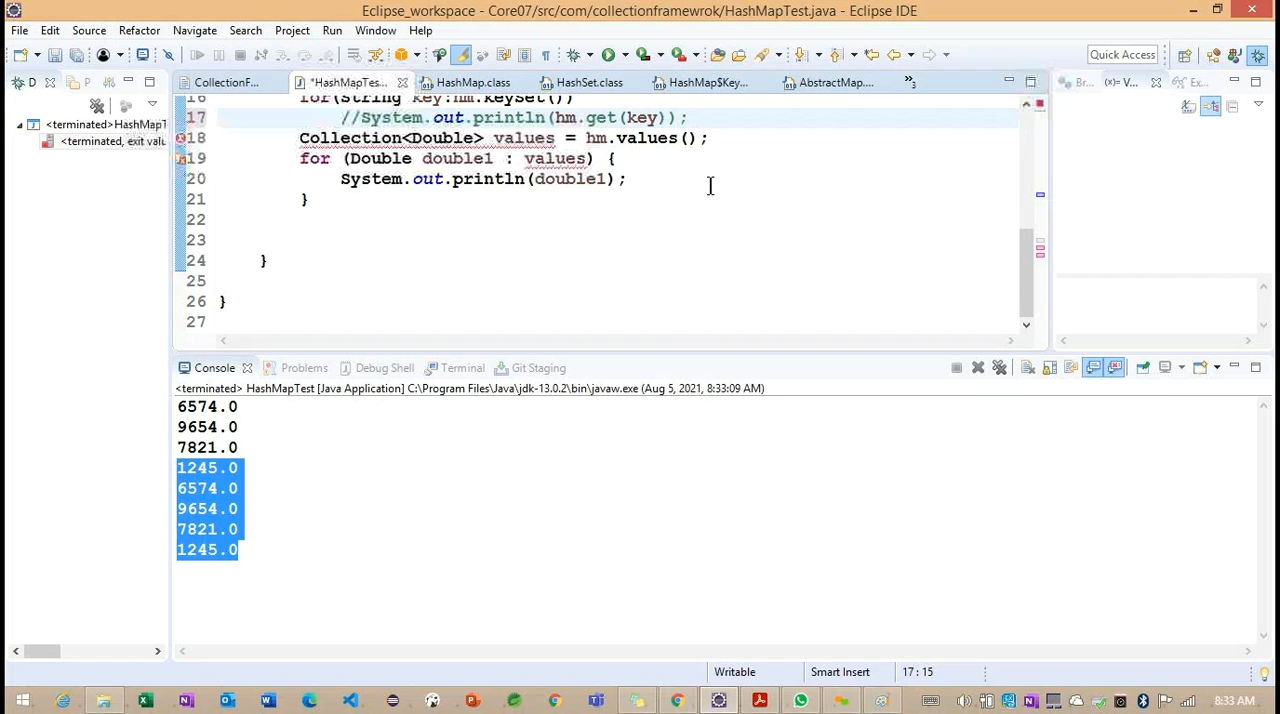 Eclipse_workspace - Core07/src/com/collectionframewrok/HashMapTest.java - Eclipse IDE
File Edit Source Refactor Navigate Search Project Run Window Help
Quick Access
D P CollectionF... *HashMapTes... HashMap.class HashSet.class HashMap$Key... AbstractMap.... »3 Br... (x)= V... Ex...
<terminated>HashMapT
<terminated, exit valu
16 for(String key:hm.keySet())
17 //System.out.println(hm.get(key));
18 Collection<Double> values = hm.values();
19 for (Double double1 : values) {
20 System.out.println(double1);
21 }
22
23
24 }
25
26 }
27
Console Problems Debug Shell Terminal Git Staging
<terminated> HashMapTest [Java Application] C:\Program Files\Java\jdk-13.0.2\bin\javaw.exe (Aug 5, 2021, 8:33:09 AM)
6574.0
9654.0
7821.0
1245.0
6574.0
9654.0
7821.0
1245.0
Writable Smart Insert 17 : 15
8:33 AM